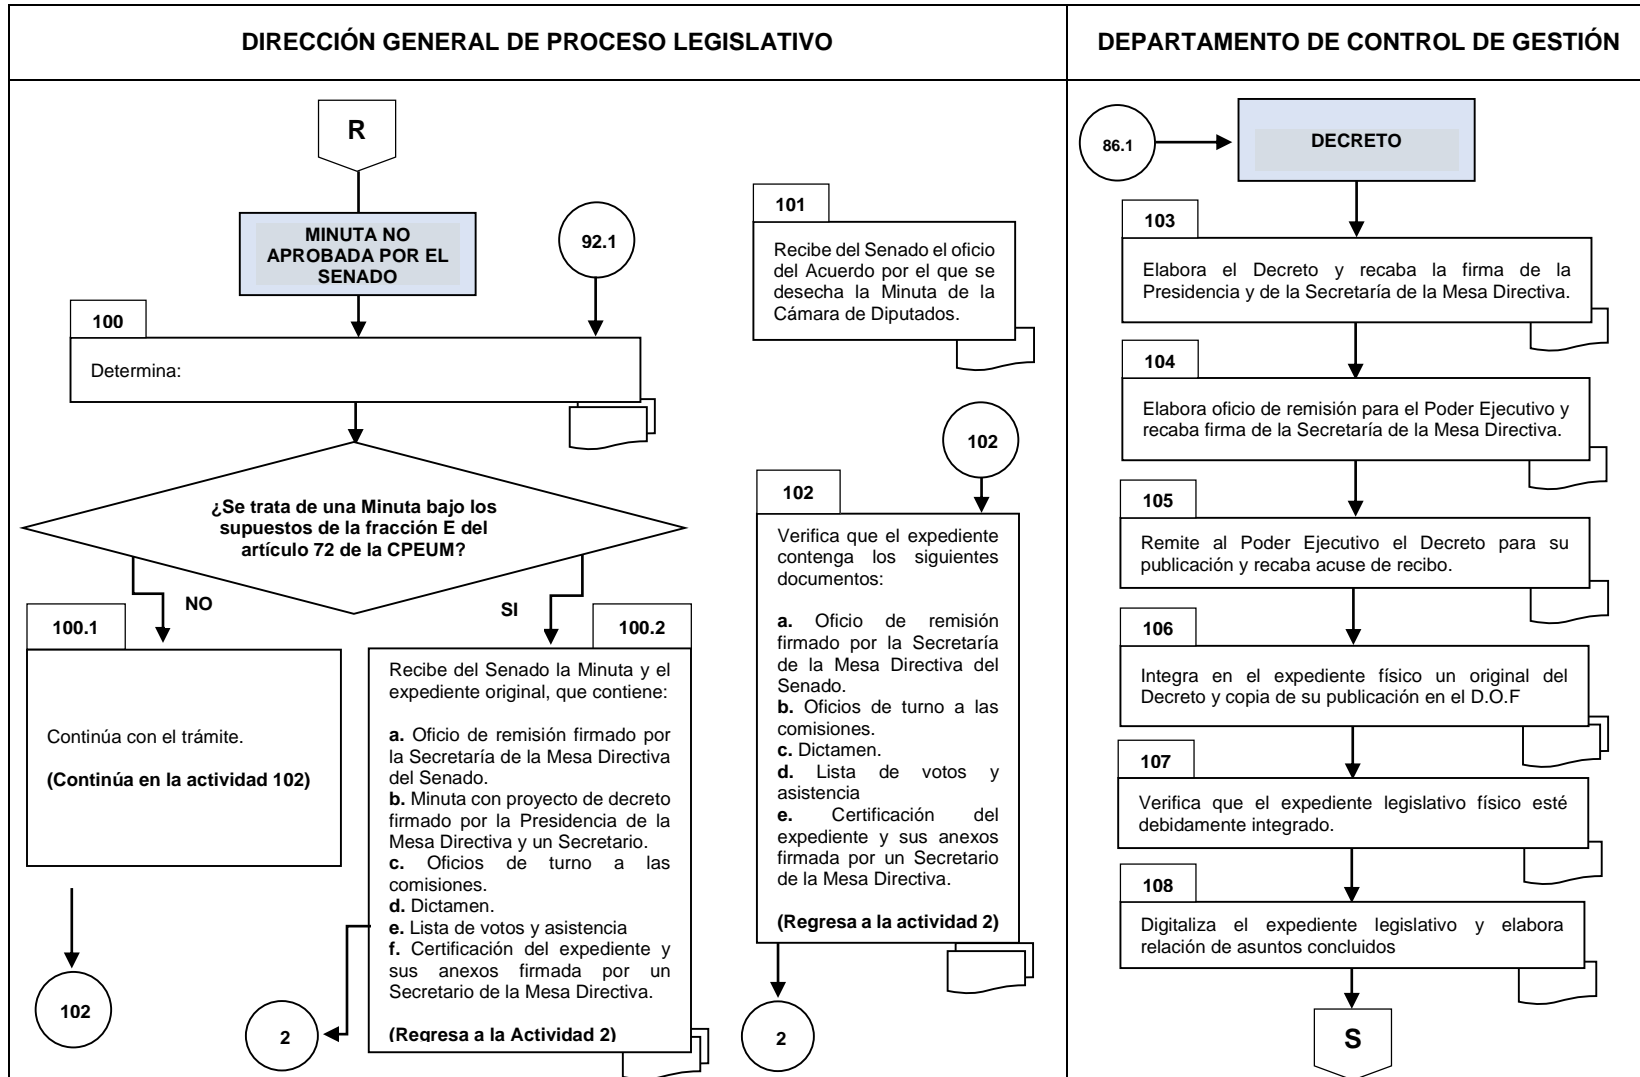 DIRECCIÓN GENERAL DE PROCESO LEGISLATIVO
DEPARTAMENTO DE CONTROL DE GESTIÓN
R
MINUTA NO
APROBADA POR EL
SENADO
92.1
100
Determina:
¿Se trata de una Minuta bajo los
supuestos de la fracción E del
artículo 72 de la CPEUM?
NO
SI
100.1
Continúa con el trámite.
(Continúa en la actividad 102)
102
100.2
Recibe del Senado la Minuta y el
expediente original, que contiene:
a. Oficio de remisión firmado por
la Secretaría de la Mesa Directiva
del Senado.
b. Minuta con proyecto de decreto
firmado por la Presidencia de la
Mesa Directiva y un Secretario.
c. Oficios de turno a las
comisiones.
d. Dictamen.
e. Lista de votos y asistencia
f. Certificación del expediente y
sus anexos firmada por un
Secretario de la Mesa Directiva.
(Regresa a la Actividad 2)
2
101
Recibe del Senado el oficio
del Acuerdo por el que se
desecha la Minuta de la
Cámara de Diputados.
102
102
Verifica que el expediente
contenga los siguientes
documentos:
a. Oficio de remisión
firmado por la Secretaría
de la Mesa Directiva del
Senado.
b. Oficios de turno a las
comisiones.
c. Dictamen.
d. Lista de votos y
asistencia
e. Certificación del
expediente y sus anexos
firmada por un Secretario
de la Mesa Directiva.
(Regresa a la actividad 2)
2
86.1
DECRETO
103
Elabora el Decreto y recaba la firma de la
Presidencia y de la Secretaría de la Mesa Directiva.
104
Elabora oficio de remisión para el Poder Ejecutivo y
recaba firma de la Secretaría de la Mesa Directiva.
105
Remite al Poder Ejecutivo el Decreto para su
publicación y recaba acuse de recibo.
106
Integra en el expediente físico un original del
Decreto y copia de su publicación en el D.O.F
107
Verifica que el expediente legislativo físico esté
debidamente integrado.
108
Digitaliza el expediente legislativo y elabora
relación de asuntos concluidos
S